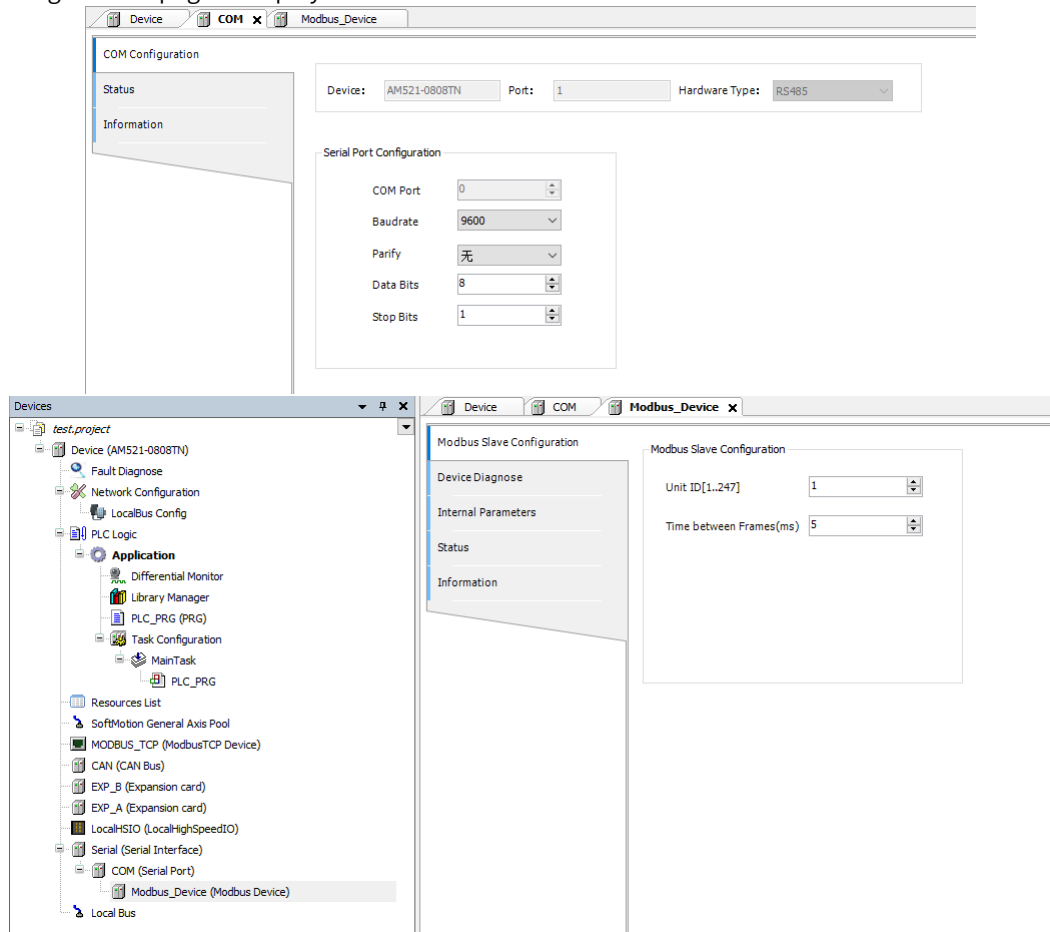 Device COM x Modbus_Device
COM Configuration
Status
Information
Device: AM521-0808TN Port: 1 Hardware Type: RS485
Serial Port Configuration
COM Port 0
Baudrate 9600
Parify 无
Data Bits 8
Stop Bits 1
Devices
test.project
Device (AM521-0808TN)
Fault Diagnose
Network Configuration
LocalBus Config
PLC Logic
Application
Differential Monitor
Library Manager
PLC_PRG (PRG)
Task Configuration
MainTask
PLC_PRG
Resources List
SoftMotion General Axis Pool
MODBUS_TCP (ModbusTCP Device)
CAN (CAN Bus)
EXP_B (Expansion card)
EXP_A (Expansion card)
LocalHSIO (LocalHighSpeedIO)
Serial (Serial Interface)
COM (Serial Port)
Modbus_Device (Modbus Device)
Local Bus
Device COM Modbus_Device x
Modbus Slave Configuration
Device Diagnose
Internal Parameters
Status
Information
Modbus Slave Configuration
Unit ID[1..247] 1
Time between Frames(ms) 5